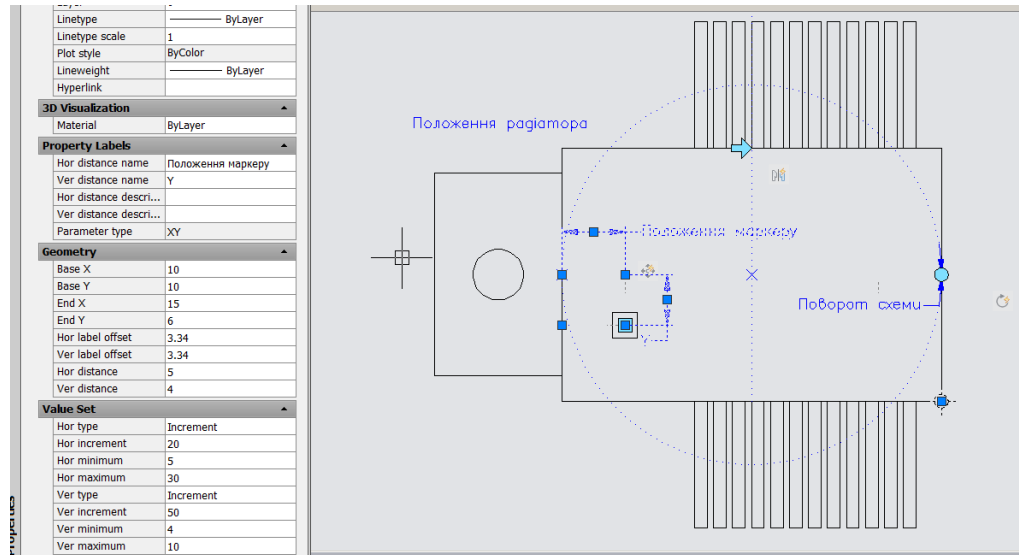 Linetype ByLayer
Linetype scale 1
Plot style ByColor
Lineweight ByLayer
Hyperlink
3D Visualization
Material ByLayer
Property Labels
Hor distance name Положення маркеру
Ver distance name Y
Hor distance descri...
Ver distance descri...
Parameter type XY
Geometry
Base X 10
Base Y 10
End X 15
End Y 6
Hor label offset 3.34
Ver label offset 3.34
Hor distance 5
Ver distance 4
Value Set
Hor type Increment
Hor increment 20
Hor minimum 5
Hor maximum 30
Ver type Increment
Ver increment 50
Ver minimum 4
Ver maximum 10
Properties
Положення радіатора
Положення маркеру
Y
Поворот схеми